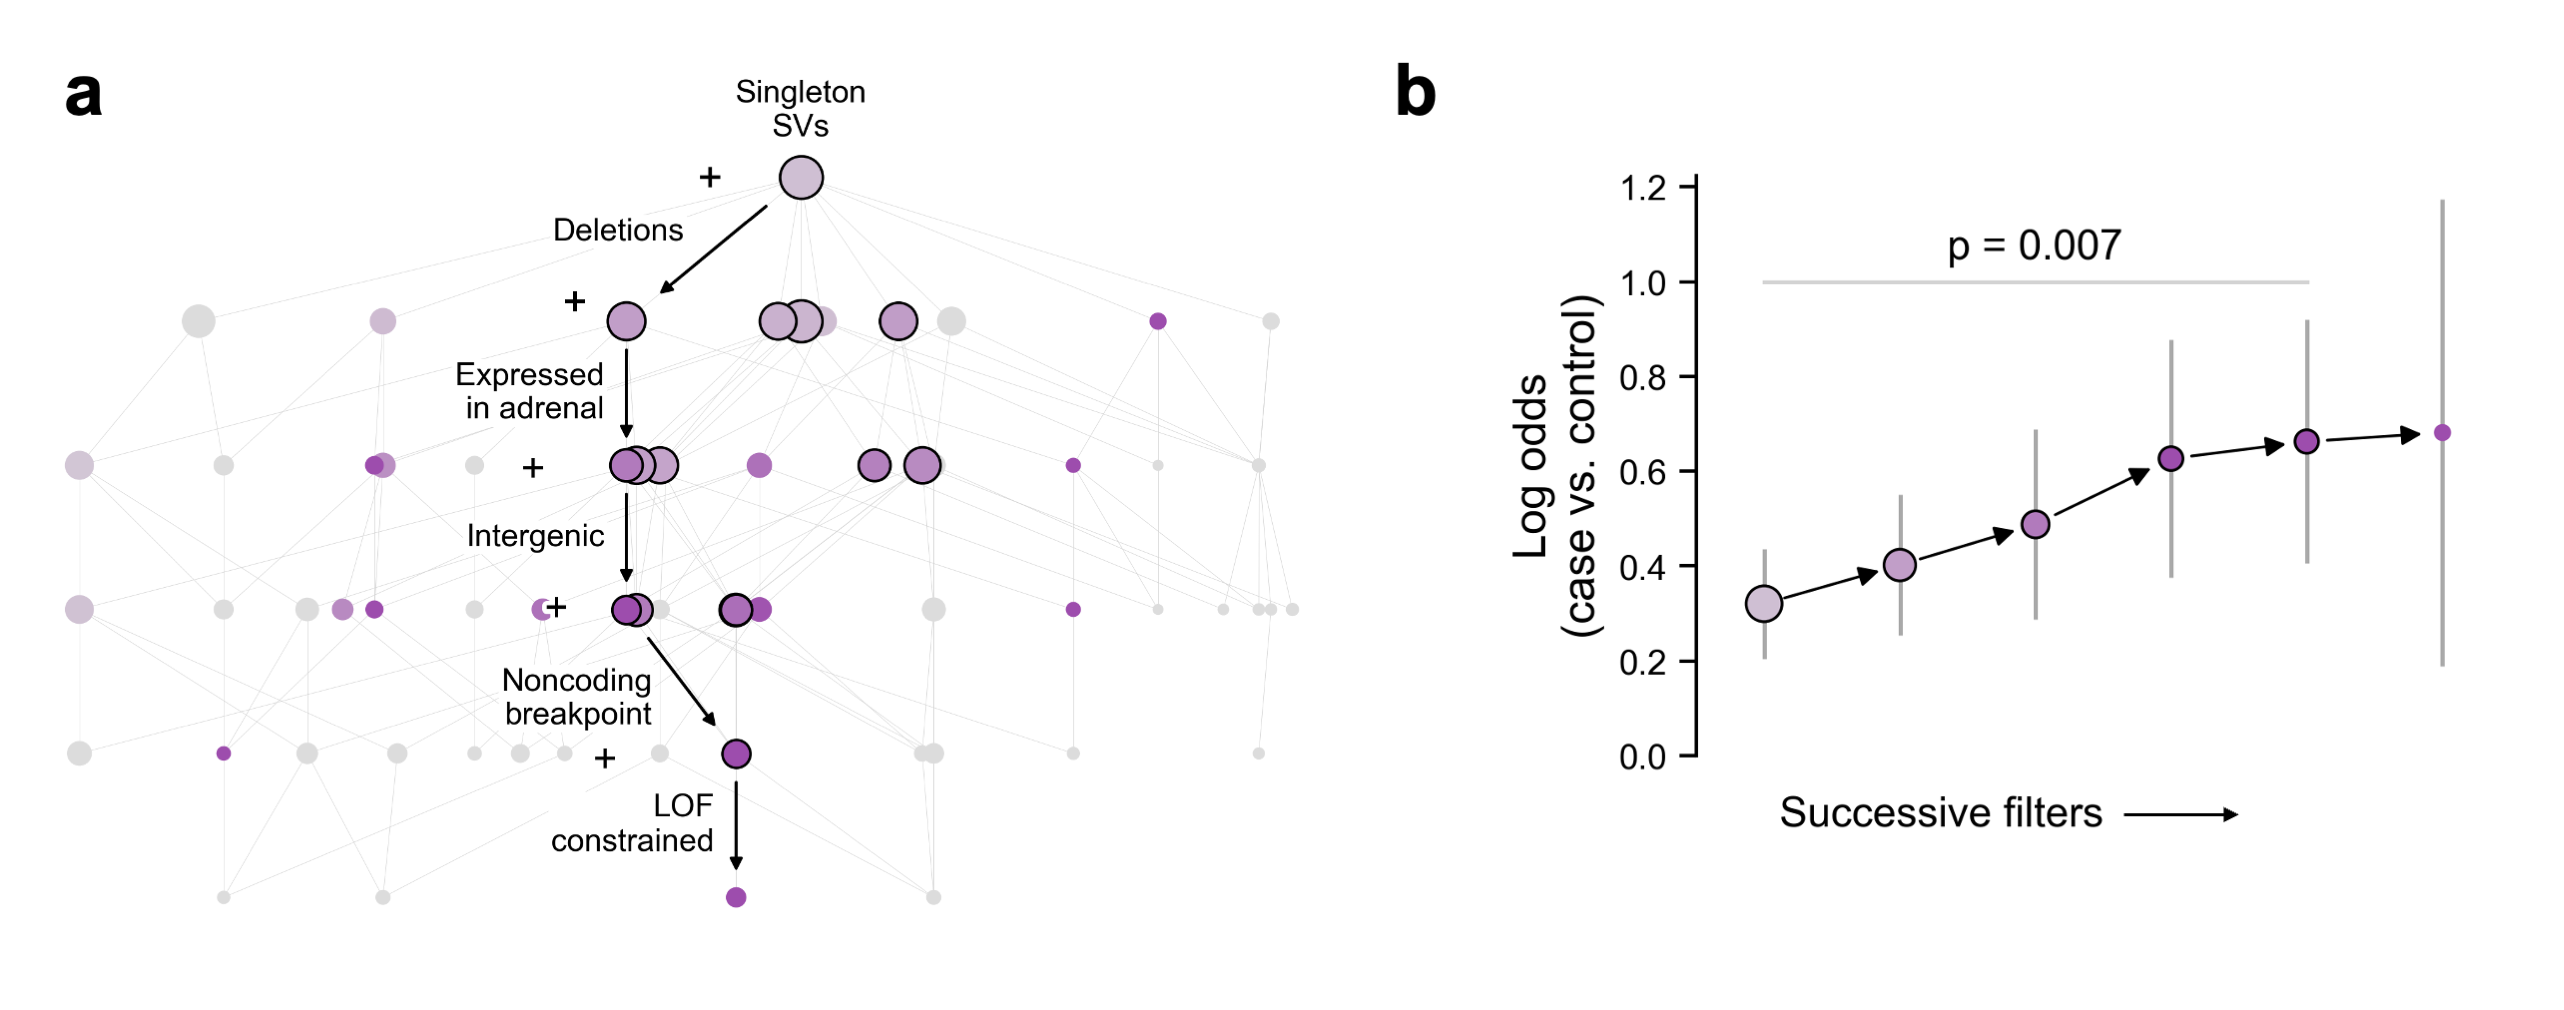 a
Singleton
SVs
+
Deletions
+
Expressed
in adrenal
+
Intergenic
+
Noncoding
breakpoint
+
LOF
constrained
b
1.2
p = 0.007
1.0
0.8
0.6
0.4
0.2
0.0
Log odds
(case vs. control)
Successive filters